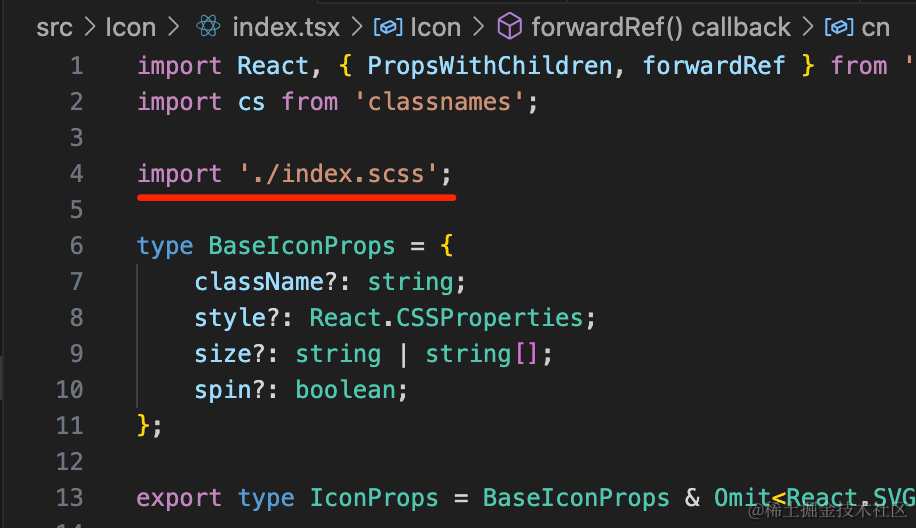 src > Icon > index.tsx > Icon > forwardRef() callback > cn
1 import React, { PropsWithChildren, forwardRef } from '
2 import cs from 'classnames';
3
4 import './index.scss';
5
6 type BaseIconProps = {
7 className?: string;
8 style?: React.CSSProperties;
9 size?: string | string[];
10 spin?: boolean;
11 };
12
13 export type IconProps = BaseIconProps & Omit<React.SVG
@稀土掘金技术社区